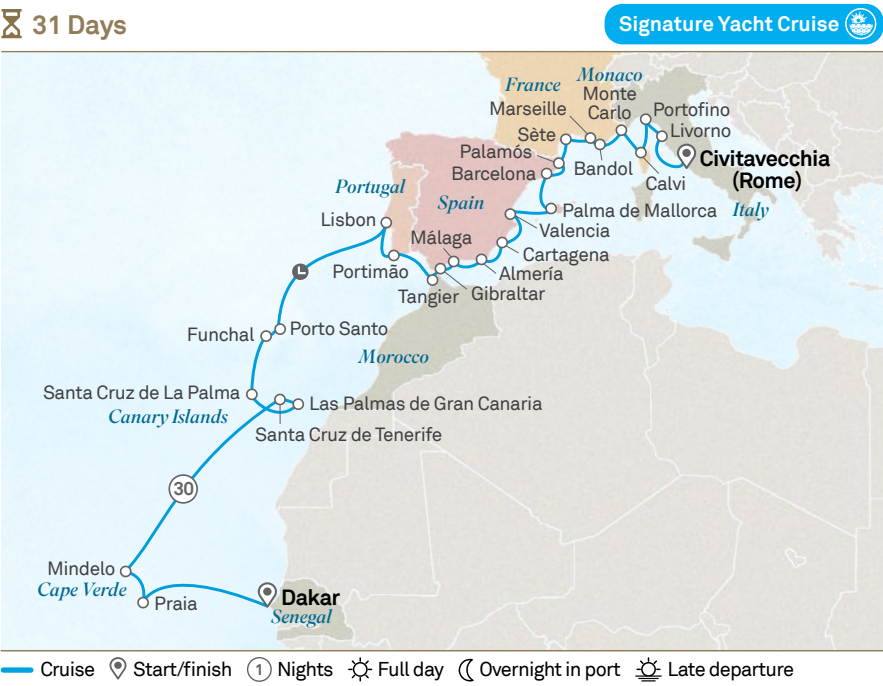 31 Days
Signature Yacht Cruise
France
Monaco
Monte
Carlo
Marseille
Portofino
Sète
Livorno
Palamós
Civitavecchia
(Rome)
Barcelona
Bandol
Calvi
Portugal
Spain
Palma de Mallorca
Italy
Lisbon
Valencia
Málaga
Cartagena
Portimão
Almería
Tangier
Gibraltar
Funchal
Porto Santo
Morocco
Santa Cruz de La Palma
Las Palmas de Gran Canaria
Canary Islands
Santa Cruz de Tenerife
30
Mindelo
Cape Verde
Praia
Dakar
Senegal
Cruise Start/finish 1 Nights Full day Overnight in port Late departure